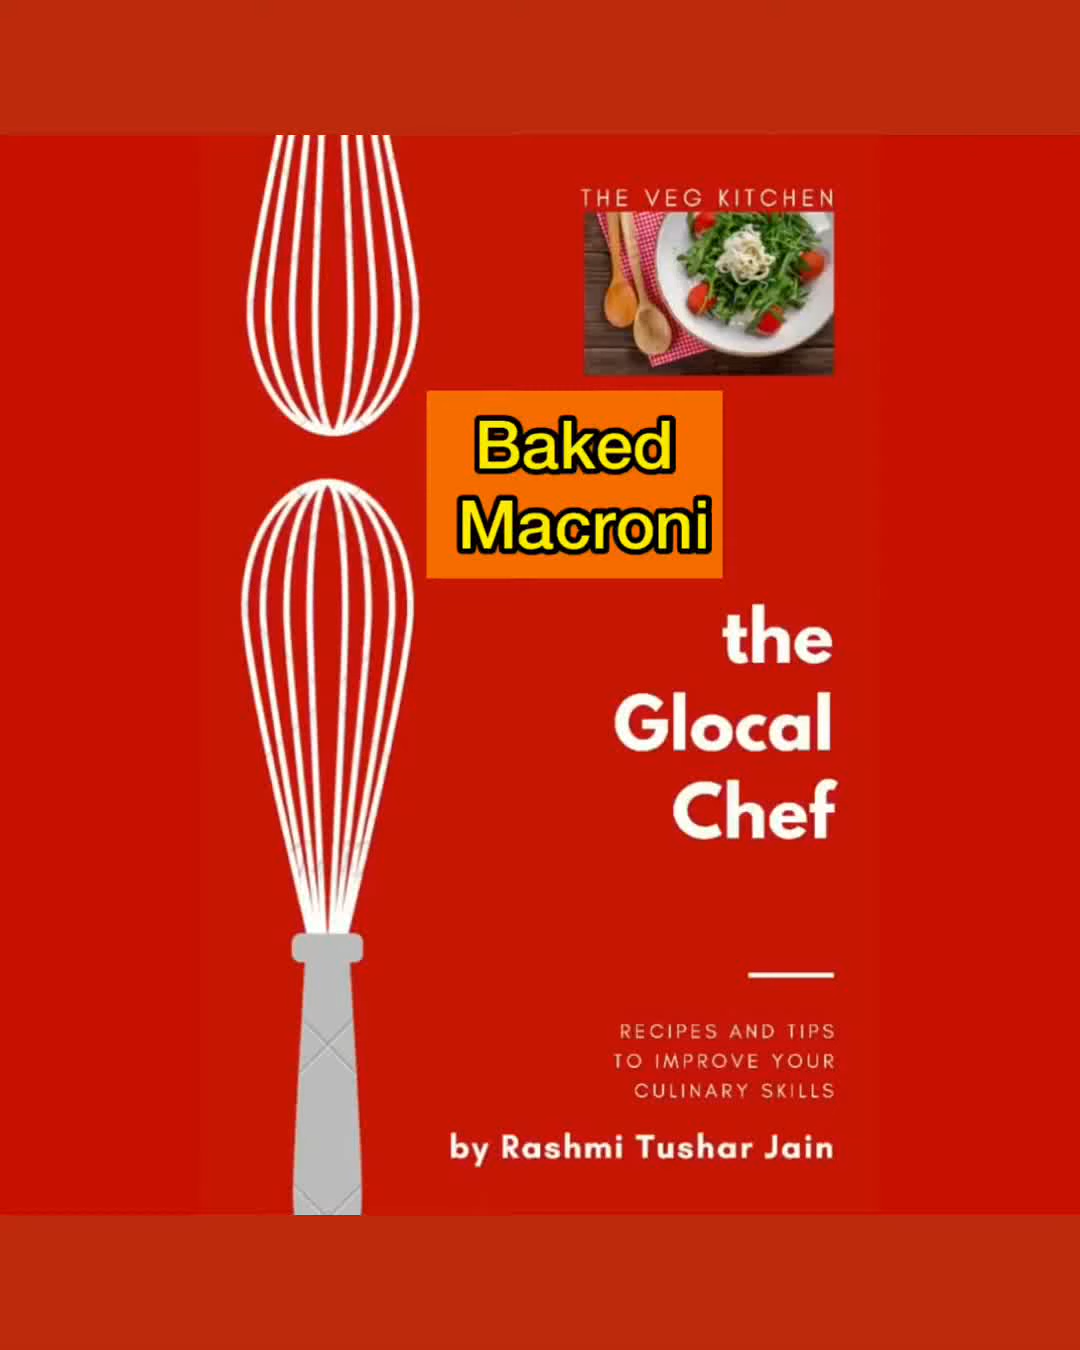 THE VEG KITCHEN
Baked
Macroni
the
Glocal
Chef
RECIPES AND TIPS
TO IMPROVE YOUR
CULINARY SKILLS
by Rashmi Tushar Jain